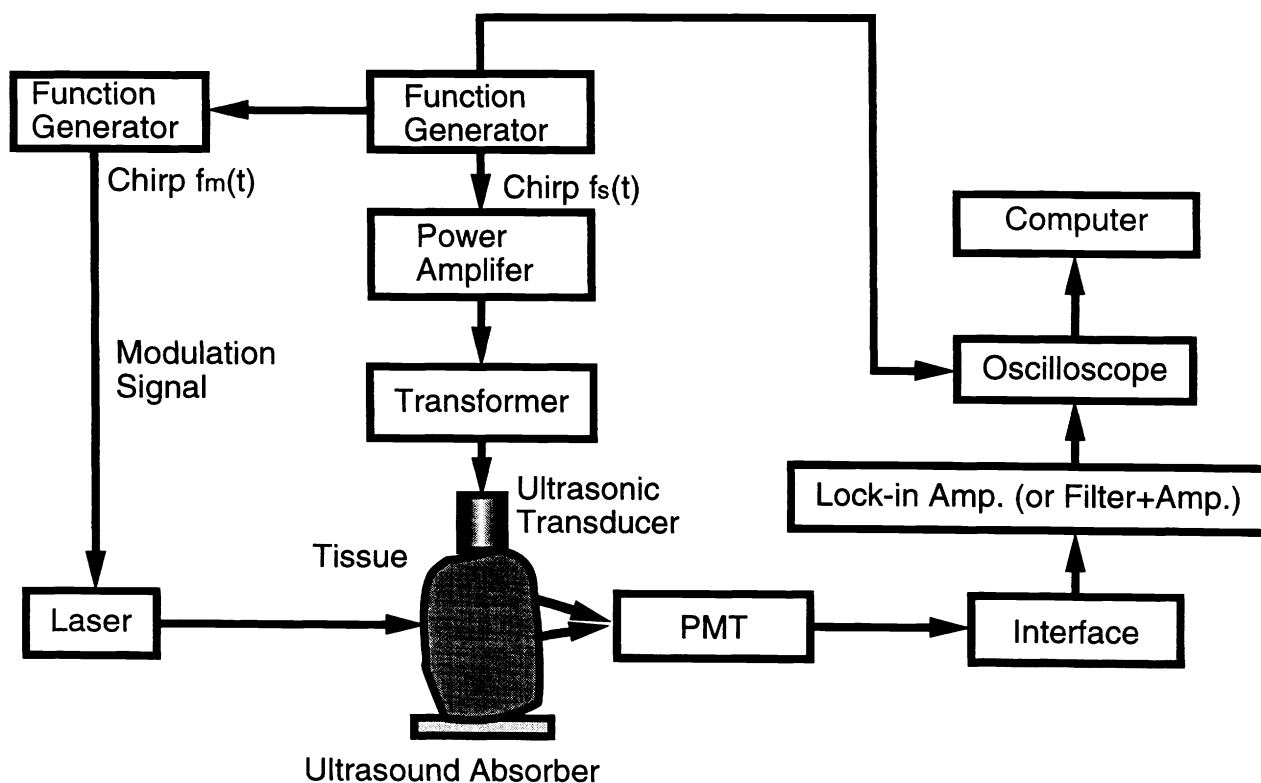 Function
Generator
Function
Generator
Chirp fm(t)
Chirp fs(t)
Power
Amplifer
Computer
Modulation
Signal
Oscilloscope
Transformer
Ultrasonic
Transducer
Lock-in Amp. (or Filter+Amp.)
Tissue
Laser
PMT
Interface
Ultrasound Absorber